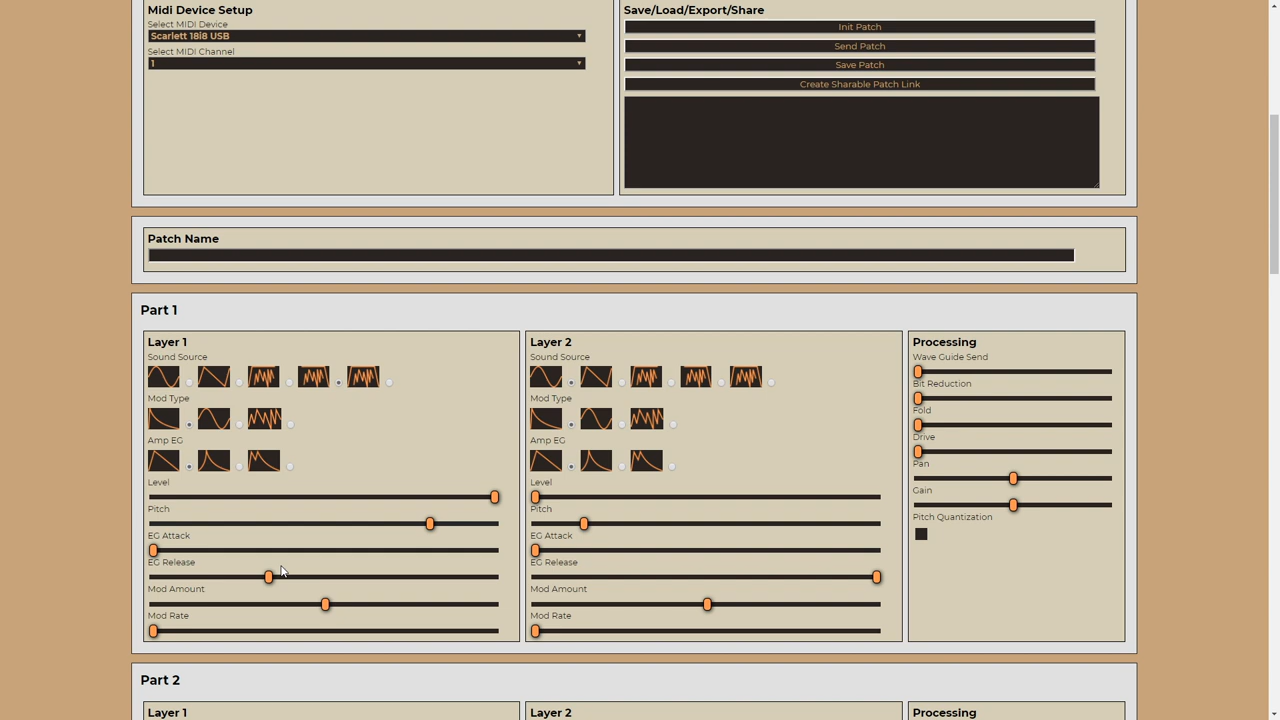 Midi Device Setup
Select MIDI Device
Scarlett 18i8 USB
Select MIDI Channel
1
Save/Load/Export/Share
Init Patch
Send Patch
Save Patch
Create Sharable Patch Link
Patch Name
Part 1
Layer 1
Sound Source
Mod Type
Amp EG
Level
Pitch
EG Attack
EG Release
Mod Amount
Mod Rate
Layer 2
Sound Source
Mod Type
Amp EG
Level
Pitch
EG Attack
EG Release
Mod Amount
Mod Rate
Processing
Wave Guide Send
Bit Reduction
Fold
Drive
Pan
Gain
Pitch Quantization
Part 2
Layer 1
Layer 2
Processing